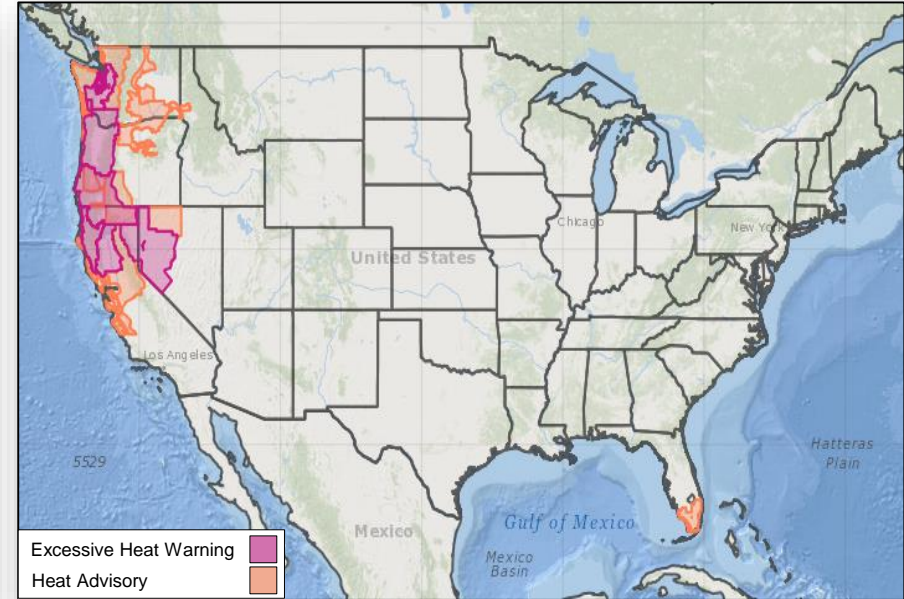 Chicago
New York
United States
Los Angeles
Hatteras
Plain
5529
Gulf of Mexico
Mexico
Mexico
Basin
Excessive Heat Warning
Heat Advisory